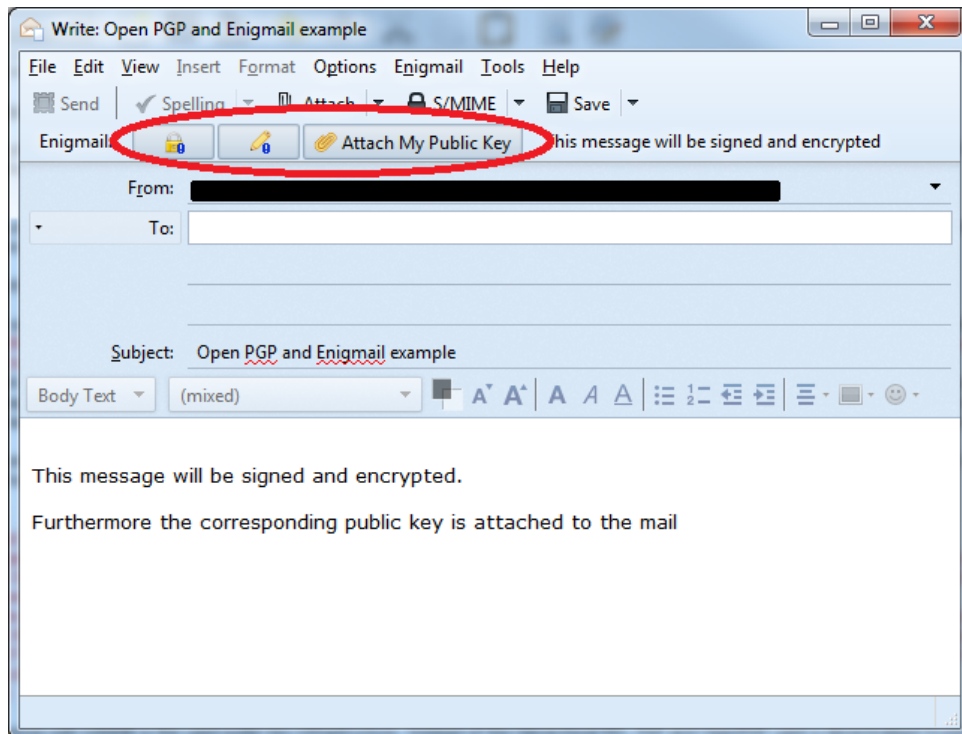 Write: Open PGP and Enigmail example
File Edit View Insert Format Options Enigmail Tools Help
Send Spelling Attach S/MIME Save
Enigmail: Attach My Public Key This message will be signed and encrypted
From:
To:
Subject: Open PGP and Enigmail example
Body Text (mixed)
This message will be signed and encrypted.
Furthermore the corresponding public key is attached to the mail